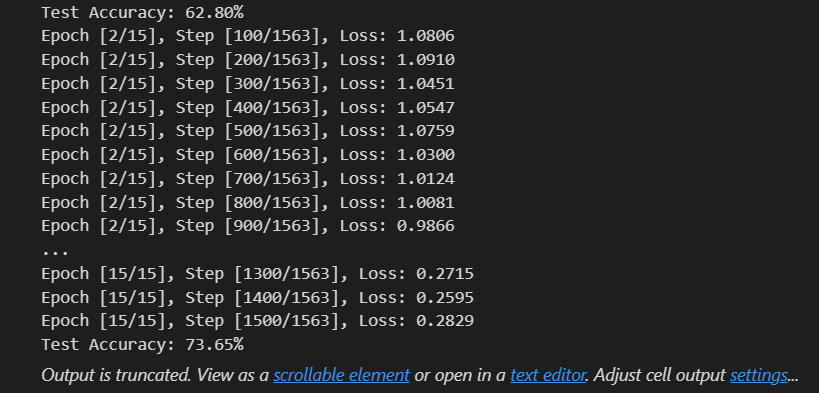 Test Accuracy: 62.80%
Epoch [2/15], Step [100/1563], Loss: 1.0806
Epoch [2/15], Step [200/1563], Loss: 1.0910
Epoch [2/15], Step [300/1563], Loss: 1.0451
Epoch [2/15], Step [400/1563], Loss: 1.0547
Epoch [2/15], Step [500/1563], Loss: 1.0759
Epoch [2/15], Step [600/1563], Loss: 1.0300
Epoch [2/15], Step [700/1563], Loss: 1.0124
Epoch [2/15], Step [800/1563], Loss: 1.0081
Epoch [2/15], Step [900/1563], Loss: 0.9866
...
Epoch [15/15], Step [1300/1563], Loss: 0.2715
Epoch [15/15], Step [1400/1563], Loss: 0.2595
Epoch [15/15], Step [1500/1563], Loss: 0.2829
Test Accuracy: 73.65%
Output is truncated. View as a scrollable element or open in a text editor. Adjust cell output settings...